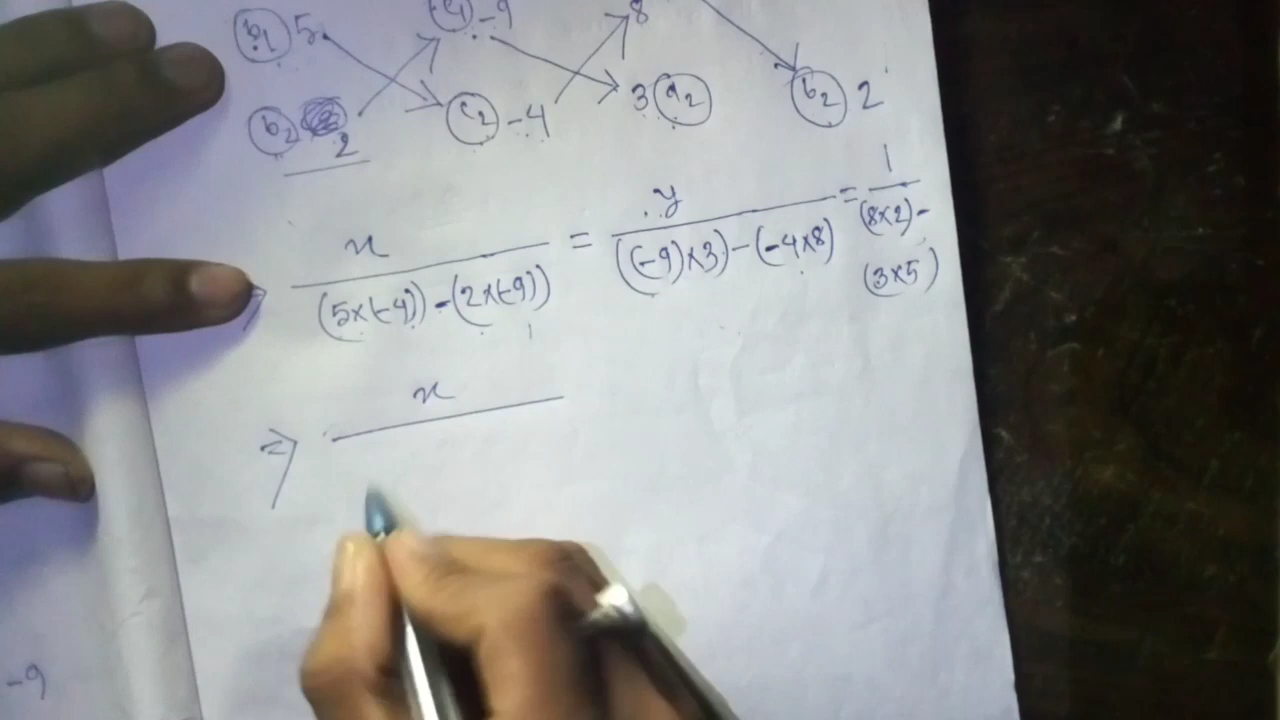 b₁ 5 c₁ -9 8
b₂ 2 c₂ -4 3 a₂ b₂ 2
x / (5×(-4)) - (2×(-9)) = y / ((-9)×3) - (-4×8) = 1 / (8×2) - (3×5)
⇒ x
-9